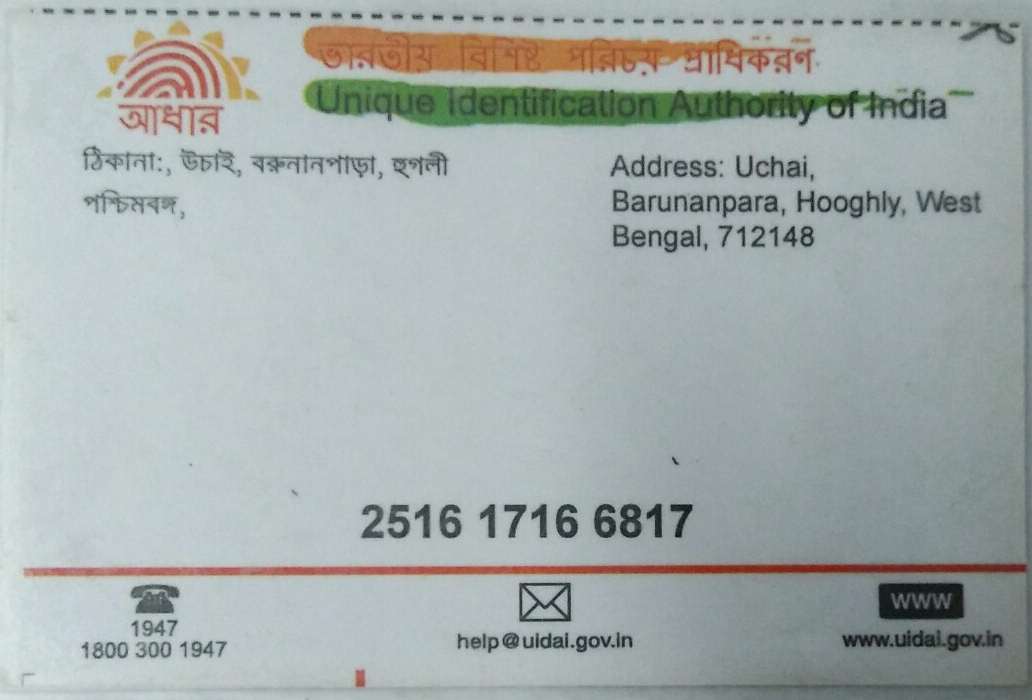 ভারতীয় বিশিষ্ট পরিচয় প্রাধিকরণ
Unique Identification Authority of India
আধার
ঠিকানা:, উচাই, বরুনানপাড়া, হুগলী
পশ্চিমবঙ্গ,
Address: Uchai,
Barunanpara, Hooghly, West
Bengal, 712148
2516 1716 6817
1947
1800 300 1947
help@uidai.gov.in
WWW
www.uidai.gov.in